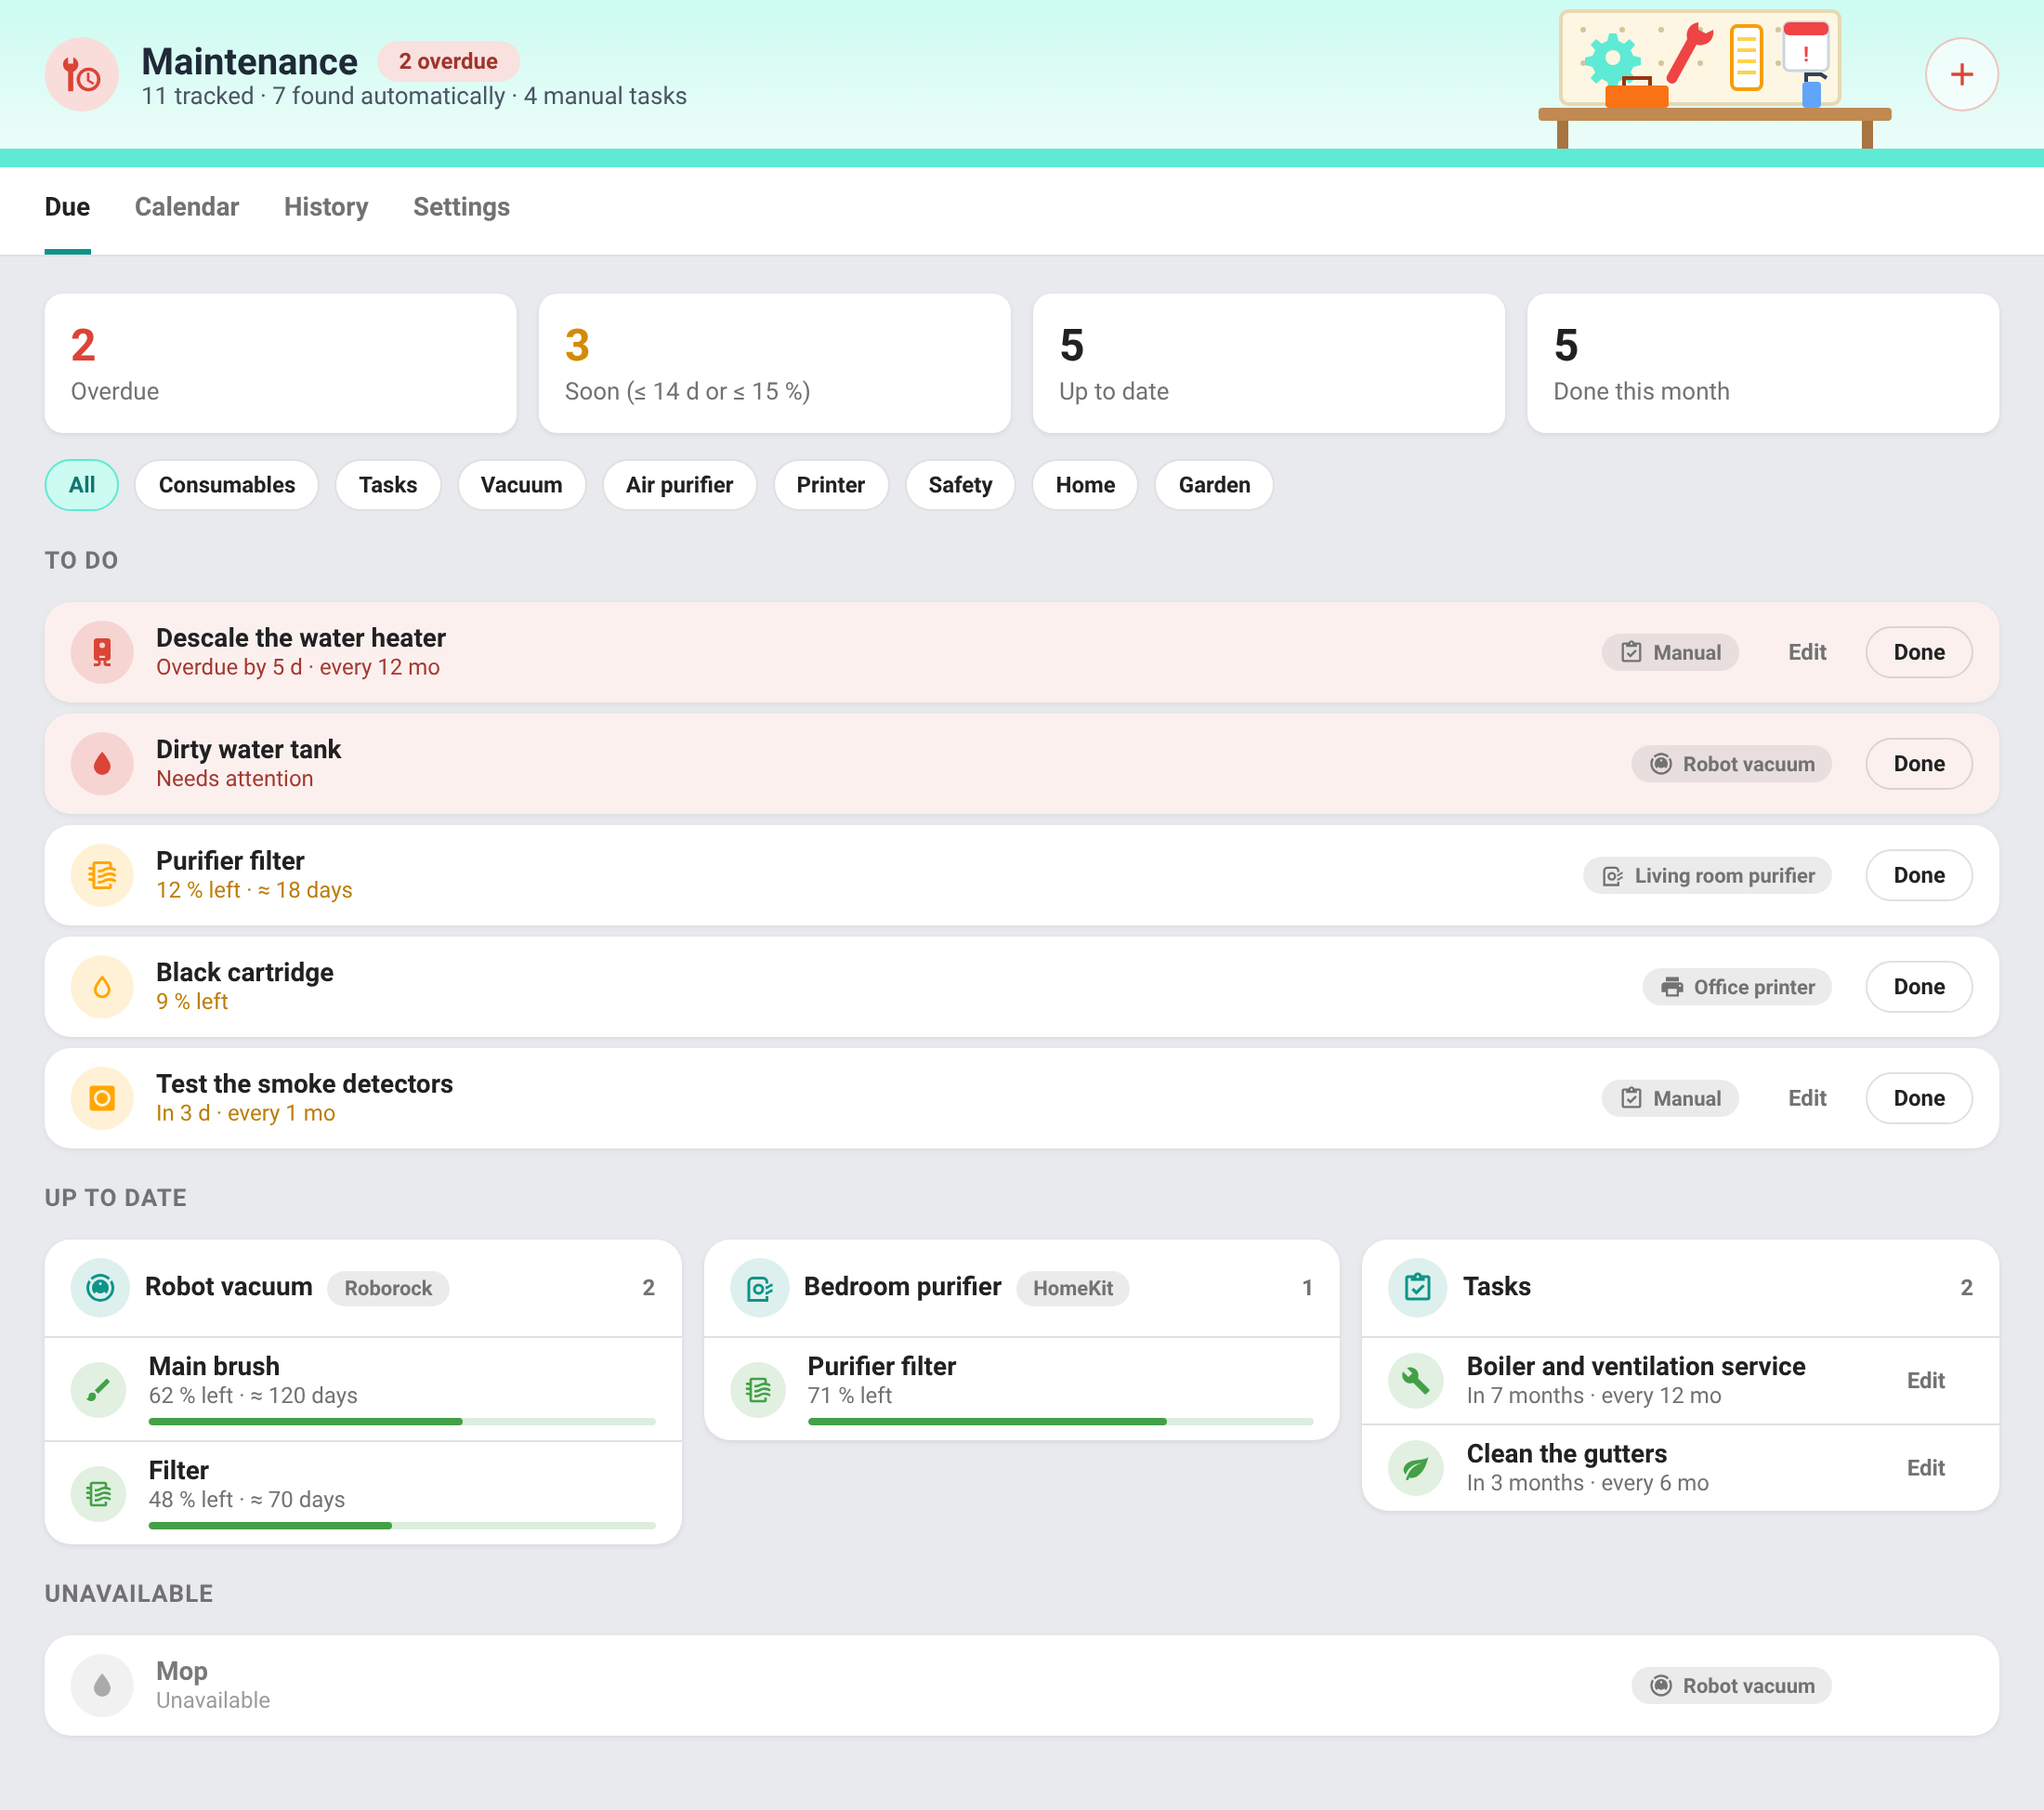 Maintenance
2 overdue
11 tracked · 7 found automatically · 4 manual tasks
!
+
Due
Calendar
History
Settings
2
Overdue
3
Soon (≤ 14 d or ≤ 15 %)
5
Up to date
5
Done this month
All
Consumables
Tasks
Vacuum
Air purifier
Printer
Safety
Home
Garden
TO DO
Descale the water heater
Overdue by 5 d · every 12 mo
Manual
Edit
Done
Dirty water tank
Needs attention
Robot vacuum
Done
Purifier filter
12 % left · ≈ 18 days
Living room purifier
Done
Black cartridge
9 % left
Office printer
Done
Test the smoke detectors
In 3 d · every 1 mo
Manual
Edit
Done
UP TO DATE
Robot vacuum
Roborock
2
Main brush
62 % left · ≈ 120 days
Filter
48 % left · ≈ 70 days
Bedroom purifier
HomeKit
1
Purifier filter
71 % left
Tasks
2
Boiler and ventilation service
In 7 months · every 12 mo
Edit
Clean the gutters
In 3 months · every 6 mo
Edit
UNAVAILABLE
Mop
Unavailable
Robot vacuum